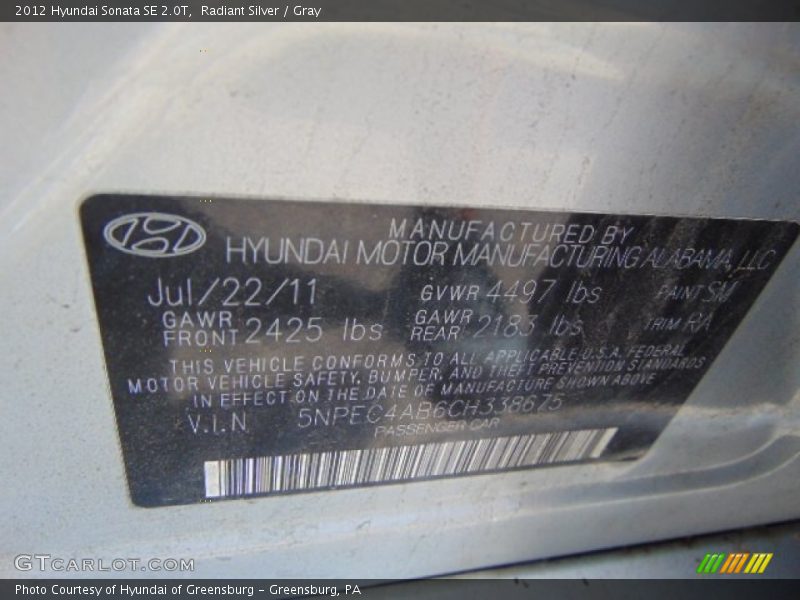 2012 Hyundai Sonata SE 2.0T, Radiant Silver / Gray
MANUFACTURED BY
HYUNDAI MOTOR MANUFACTURING ALABAMA, LLC
Jul/22/11 GVWR 4497 lbs PAINT SM
GAWR FRONT 2425 lbs GAWR REAR 2183 lbs TRIM RA
THIS VEHICLE CONFORMS TO ALL APPLICABLE U.S.A. FEDERAL
MOTOR VEHICLE SAFETY, BUMPER, AND THEFT PREVENTION STANDARDS
IN EFFECT ON THE DATE OF MANUFACTURE SHOWN ABOVE
V.I.N 5NPEC4AB6CH338675
PASSENGER CAR
GTCarLot.com
Photo Courtesy of Hyundai of Greensburg - Greensburg, PA